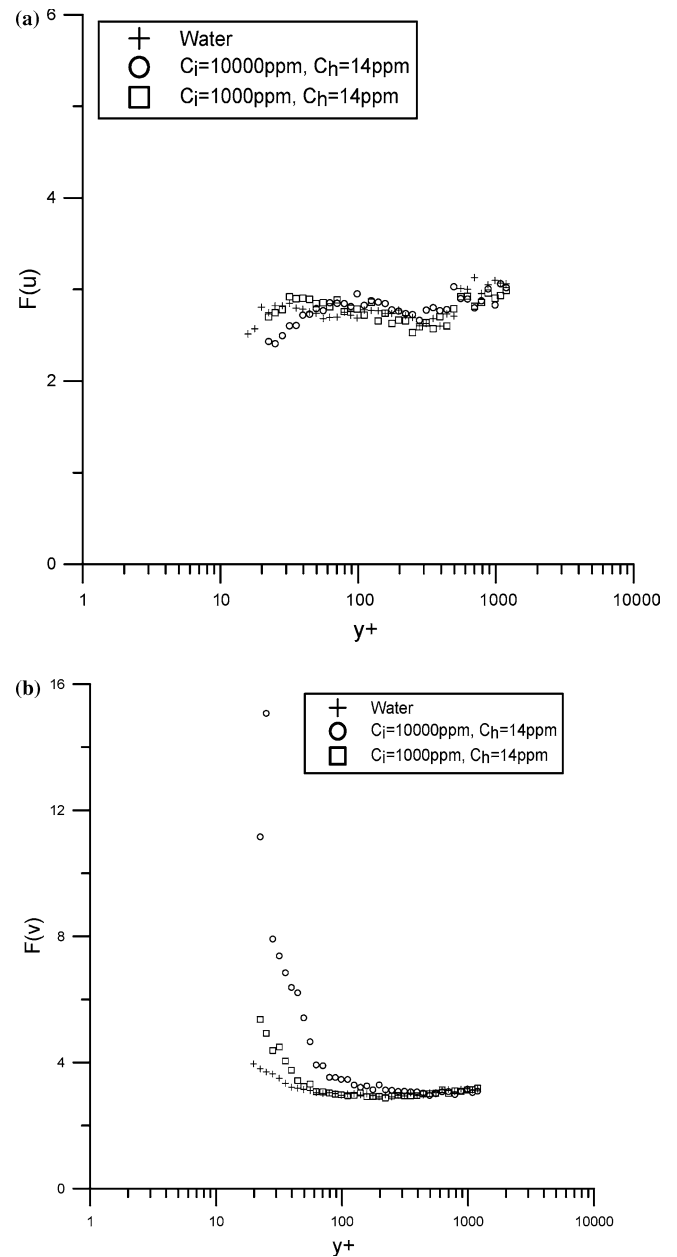 (a)
6
4
2
0
F(u)
Water
Ci=10000ppm, Ch=14ppm
Ci=1000ppm, Ch=14ppm
1 10 100 1000 10000
y+
(b)
16
12
8
4
0
F(v)
Water
Ci=10000ppm, Ch=14ppm
Ci=1000ppm, Ch=14ppm
1 10 100 1000 10000
y+